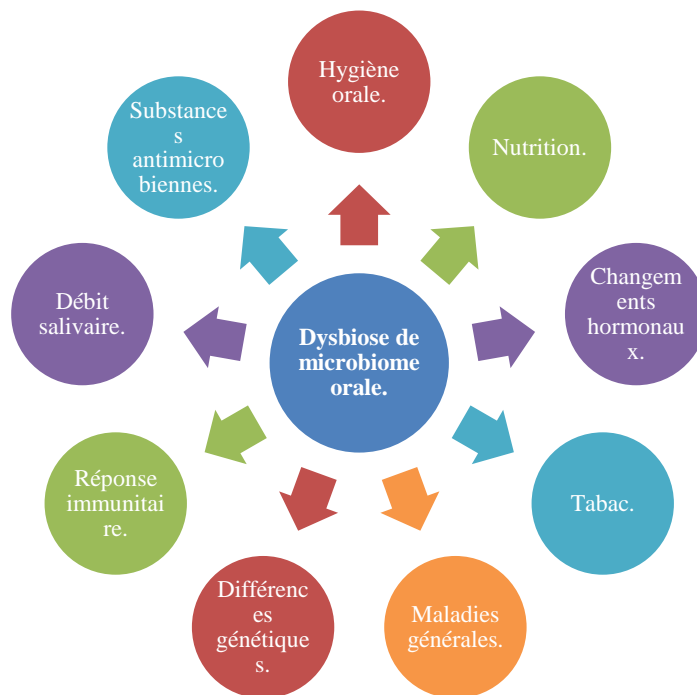 Hygiène
orale.
Nutrition.
Changem
ents
hormonau
x.
Tabac.
Maladies
générales.
Différenc
es
génétique
s.
Réponse
immunitai
re.
Débit
salivaire.
Substance
s
antimicro
biennes.
Dysbiose de
microbiome
orale.